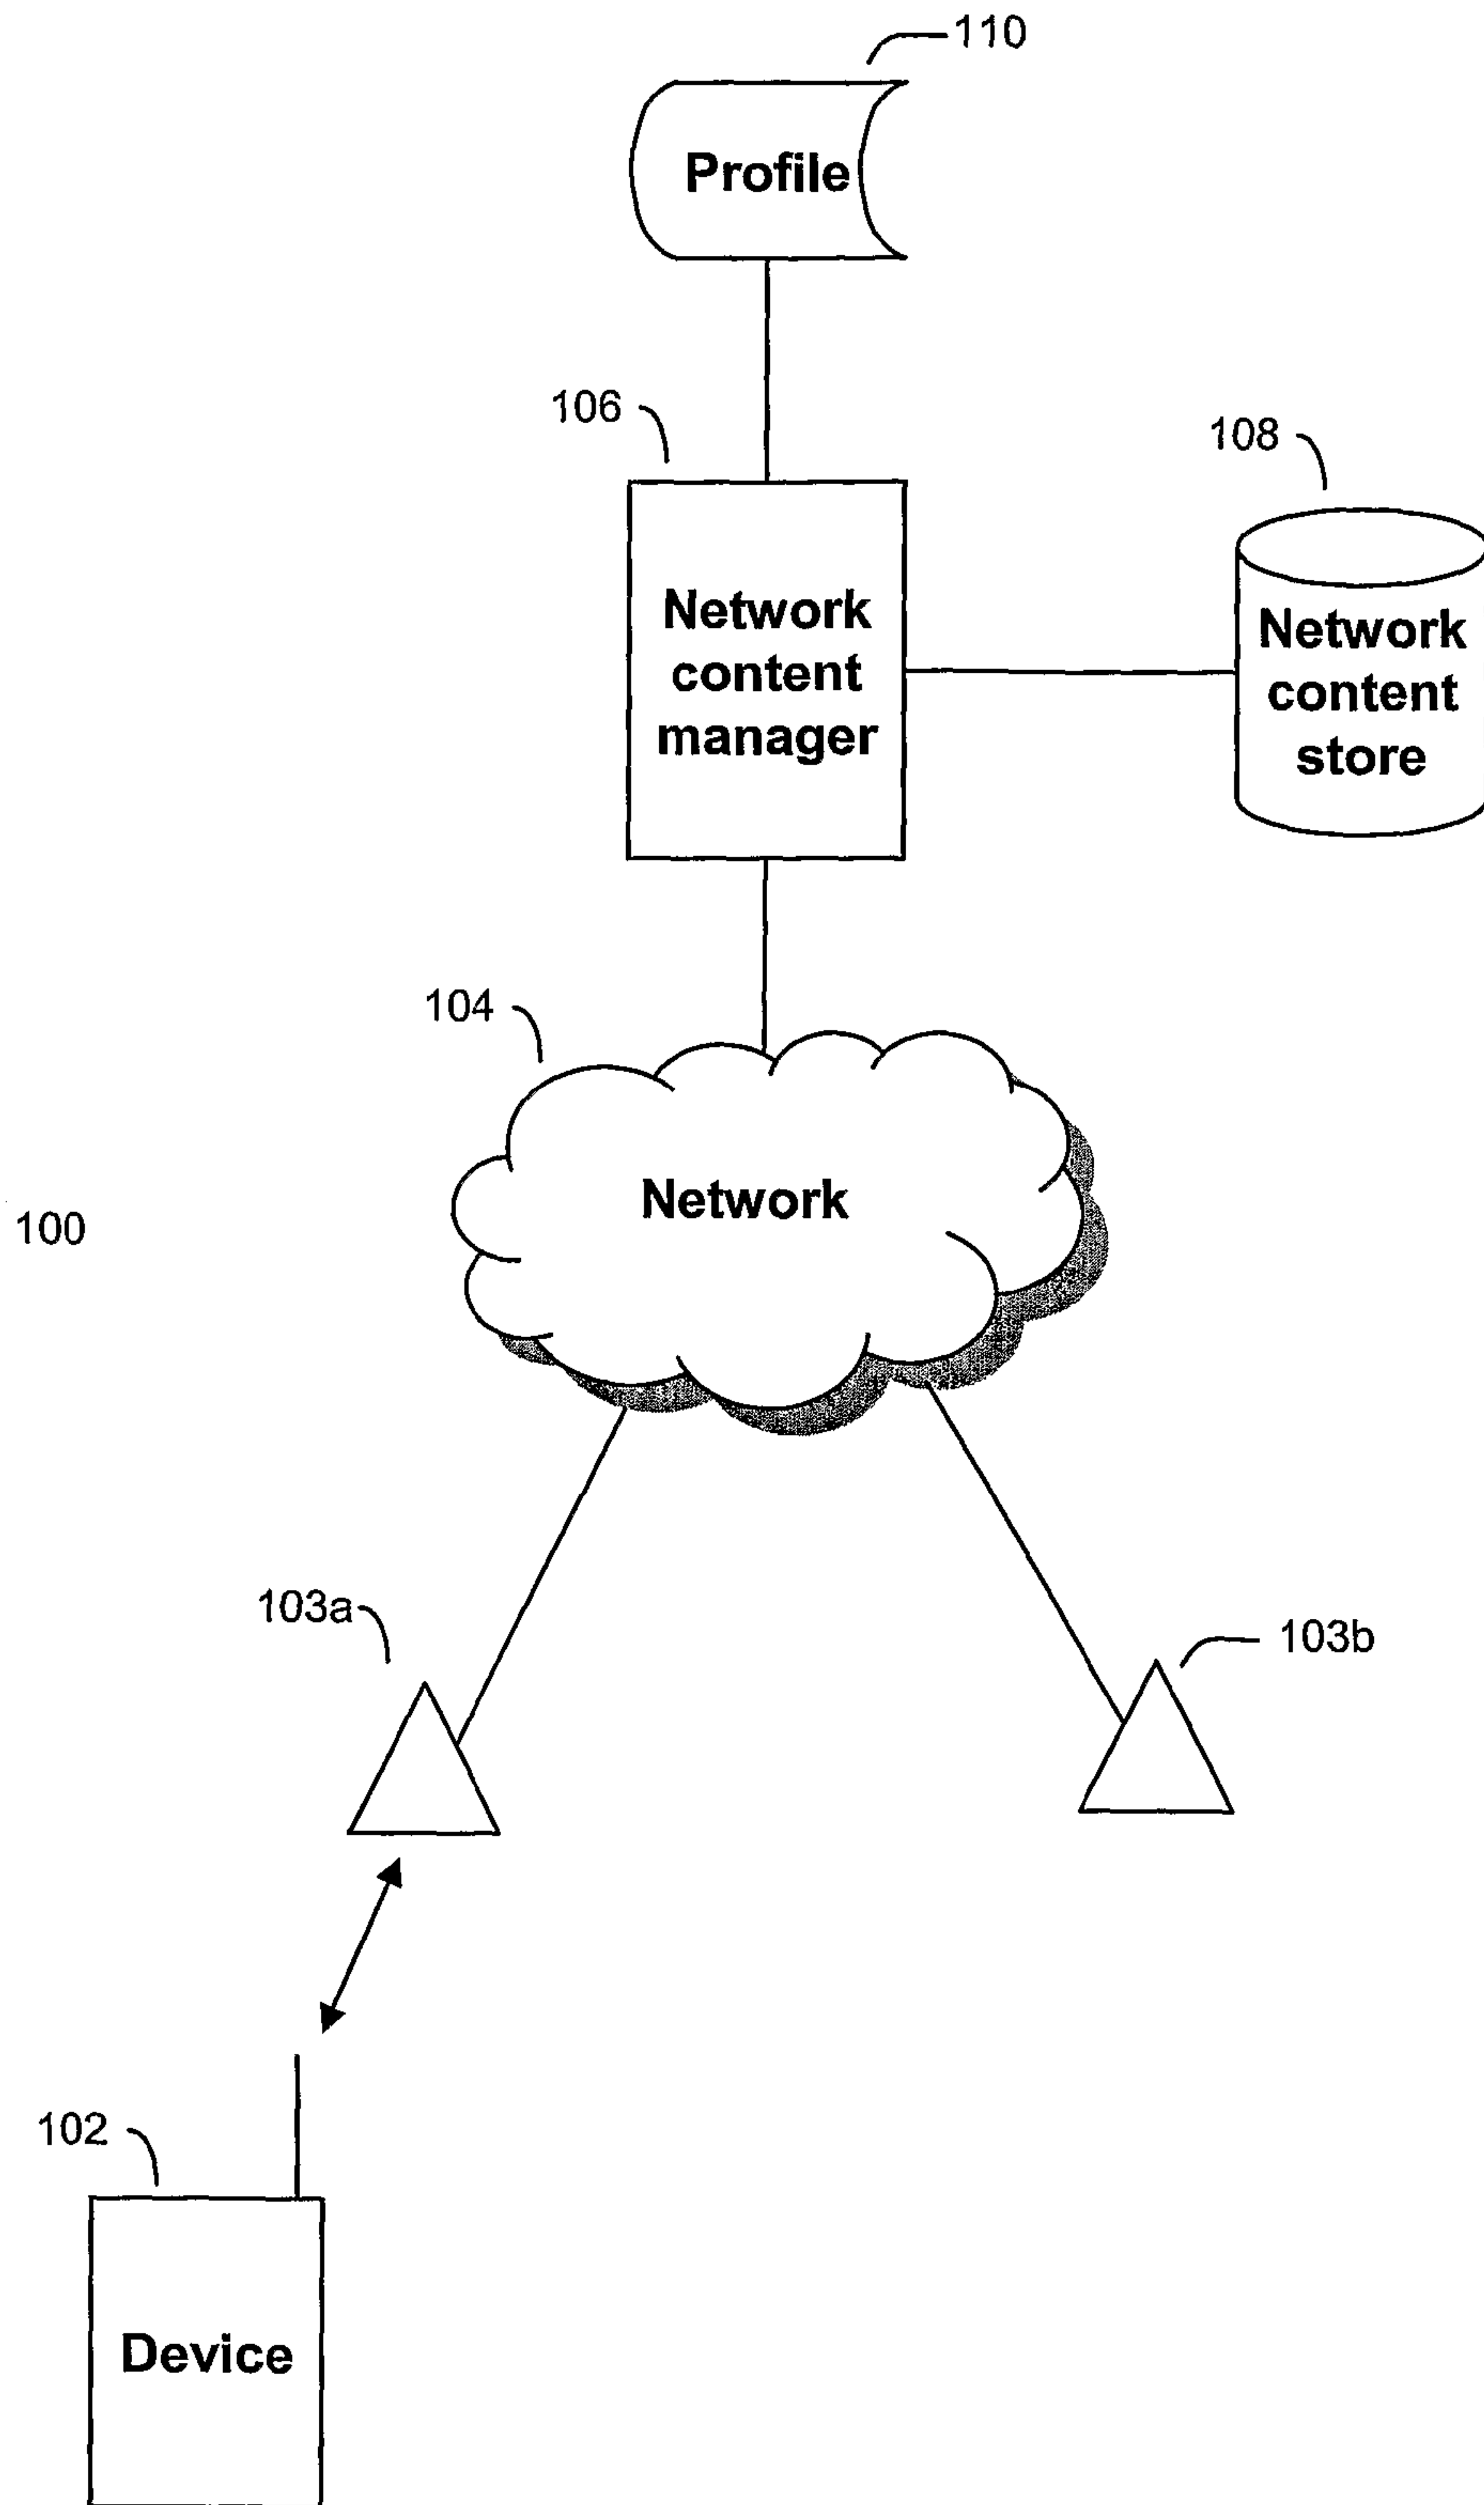 110
Profile
106
108
Network
content
manager
Network
content
store
104
Network
100
103a
103b
102
Device